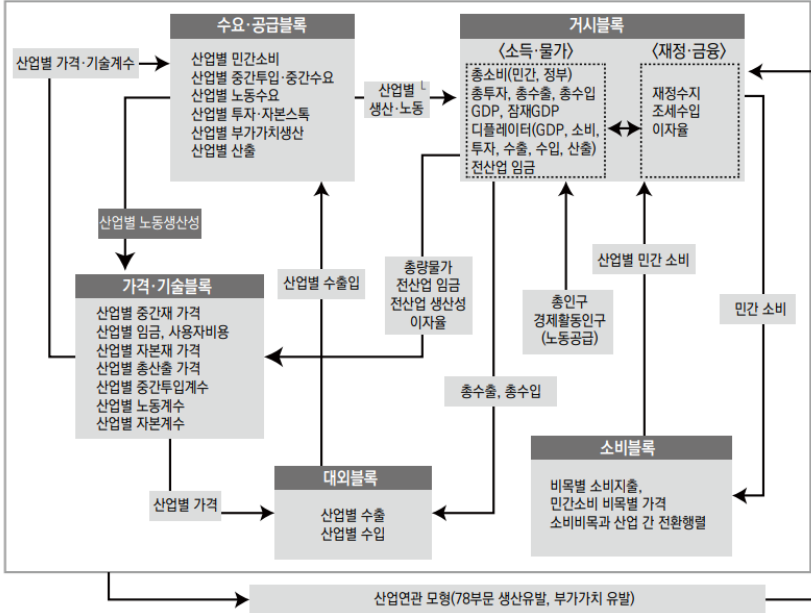 수요·공급블록
산업별 민간소비
산업별 중간투입·중간수요
산업별 노동수요
산업별 투자·자본스톡
산업별 부가가치생산
산업별 산출
거시블록
〈소득·물가〉
총소비(민간, 정부)
총투자, 총수출, 총수입
GDP, 잠재GDP
디플레이터(GDP, 소비,
투자, 수출, 수입, 산출)
전산업 임금
〈재정·금융〉
재정수지
조세수입
이자율
산업별 가격·기술계수
산업별 └
생산·노동
산업별 노동생산성
가격·기술블록
산업별 중간재 가격
산업별 임금, 사용자비용
산업별 자본재 가격
산업별 총산출 가격
산업별 중간투입계수
산업별 노동계수
산업별 자본계수
산업별 수출입
총량물가
전산업 임금
전산업 생산성
이자율
총인구
경제활동인구
(노동공급)
산업별 민간 소비
민간 소비
총수출, 총수입
산업별 가격
대외블록
산업별 수출
산업별 수입
소비블록
비목별 소비지출,
민간소비 비목별 가격
소비비목과 산업 간 전환행렬
산업연관 모형(78부문 생산유발, 부가가치 유발)